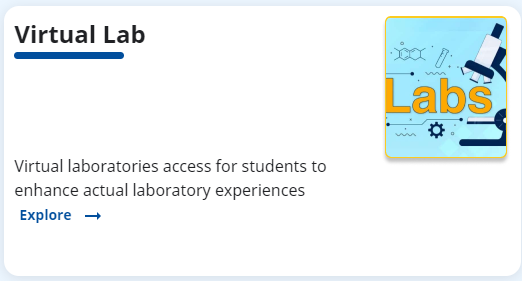 Virtual Lab
Labs
Virtual laboratories access for students to
enhance actual laboratory experiences
Explore →